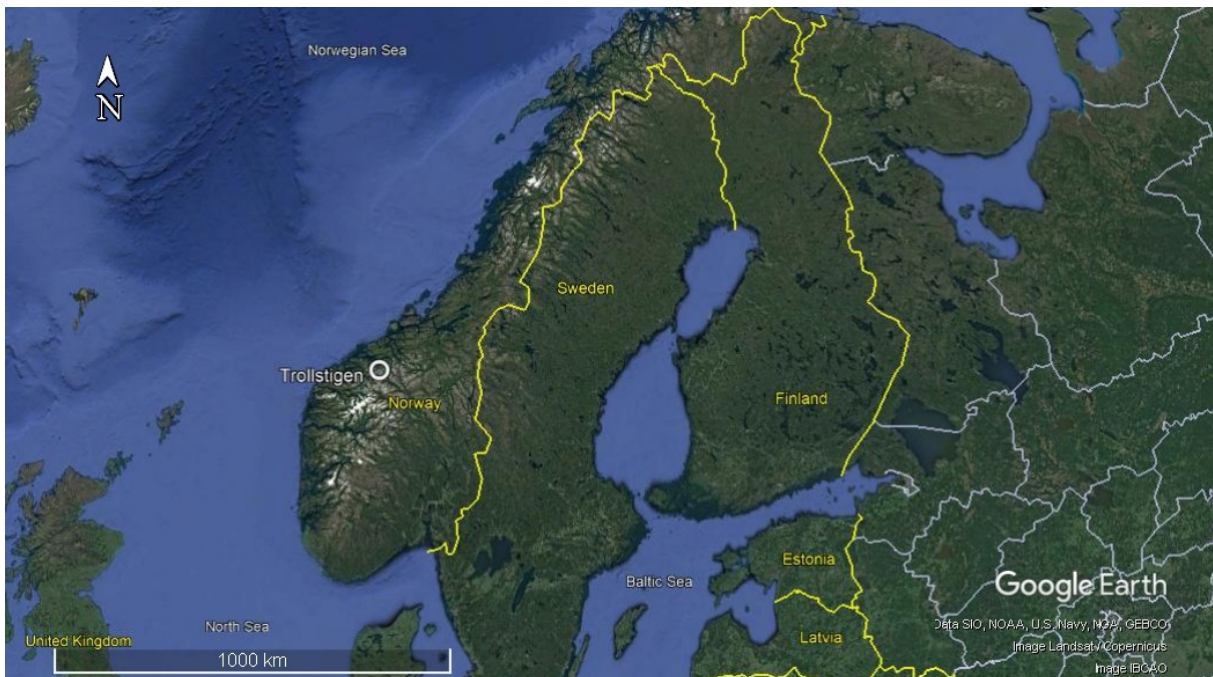 Norwegian Sea
N
Sweden
Trollstigen
Norway
Finland
Estonia
Baltic Sea
Google Earth
North Sea
Data SIO, NOAA, U.S. Navy, NGA, GEBCO
United Kingdom
Latvia
Image Landsat / Copernicus
1000 km
Image IBCAO